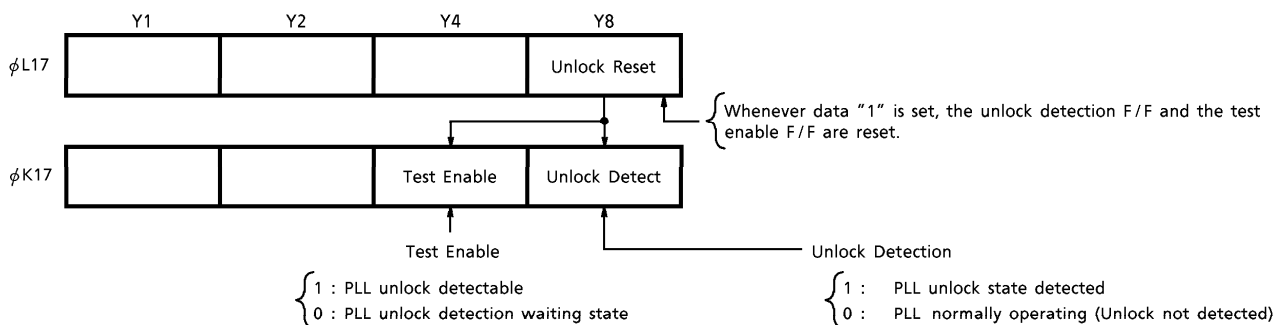 Y1 Y2 Y4 Y8
ϕL17 Unlock Reset
Whenever data "1" is set, the unlock detection F/F and the test
enable F/F are reset.
ϕK17 Test Enable Unlock Detect
Test Enable Unlock Detection
1 : PLL unlock detectable
0 : PLL unlock detection waiting state
1 : PLL unlock state detected
0 : PLL normally operating (Unlock not detected)